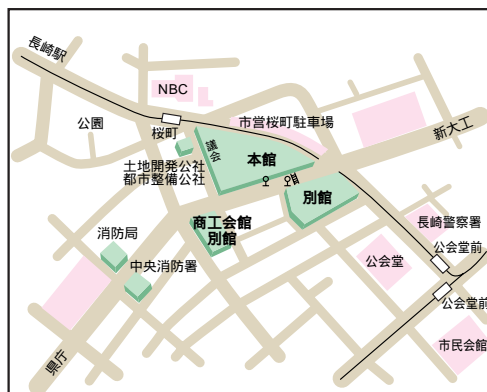 長崎駅
NBC
公園
桜町
市営桜町駐車場
新大工
議会
本館
土地開発公社
都市整備公社
別館
商工会館
別館
長崎警察署
消防局
公会堂前
中央消防署
公会堂
公会堂前
市民会館
県庁